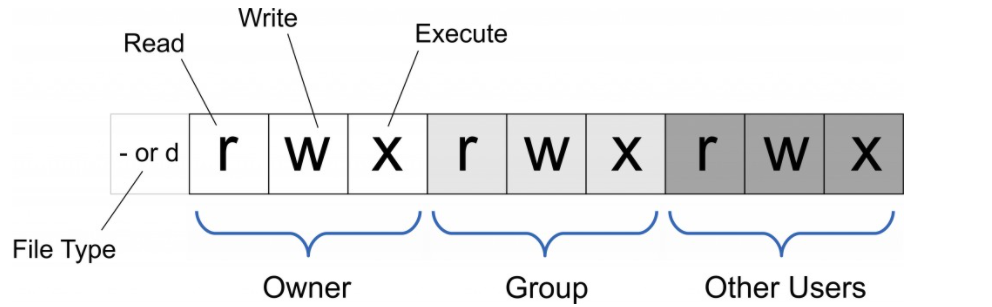 Write
Read
Execute
- or d r w x r w x r w x
File Type
Owner Group Other Users